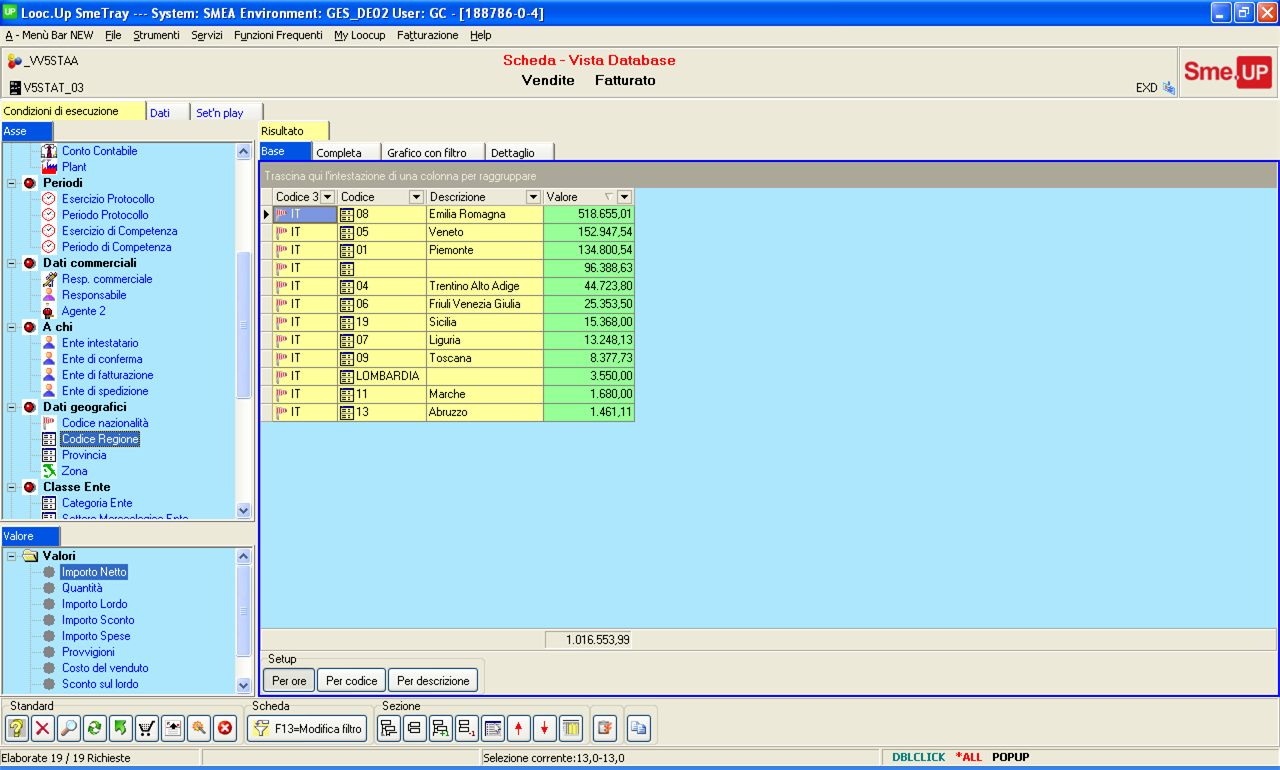 UP Looc.Up SmeTray --- System: SMEA Environment: GES_DE02 User: GC - [188786-0-4]
A - Menù Bar NEW File Strumenti Servizi Funzioni Frequenti My Loocup Fatturazione Help
_VV5STAA
Scheda - Vista Database
Vendite Fatturato
V5STAT_03
EXD
Sme.UP
Condizioni di esecuzione Dati Set'n play
Asse
Conto Contabile
Plant
Periodi
Esercizio Protocollo
Periodo Protocollo
Esercizio di Competenza
Periodo di Competenza
Dati commerciali
Resp. commerciale
Responsabile
Agente 2
A chi
Ente intestatario
Ente di conferma
Ente di fatturazione
Ente di spedizione
Dati geografici
Codice nazionalità
Codice Regione
Provincia
Zona
Classe Ente
Categoria Ente
Settore Merceologico Ente
Valore
Valori
Importo Netto
Quantità
Importo Lordo
Importo Sconto
Importo Spese
Provvigioni
Costo del venduto
Sconto sul lordo
Risultato
Base Completa Grafico con filtro Dettaglio
Trascina qui l'intestazione di una colonna per raggruppare
Codice 3 Codice Descrizione Valore
IT 08 Emilia Romagna 518.655,01
IT 05 Veneto 152.947,54
IT 01 Piemonte 134.800,54
IT 96.388,63
IT 04 Trentino Alto Adige 44.723,80
IT 06 Friuli Venezia Giulia 25.353,50
IT 19 Sicilia 15.368,00
IT 07 Liguria 13.248,13
IT 09 Toscana 8.377,73
IT LOMBARDIA 3.550,00
IT 11 Marche 1.680,00
IT 13 Abruzzo 1.461,11
1.016.553,99
Setup
Per ore Per codice Per descrizione
Standard Scheda Sezione
F13=Modifica filtro
Elaborate 19 / 19 Richieste Selezione corrente:13,0-13,0 DBLCLICK *ALL POPUP